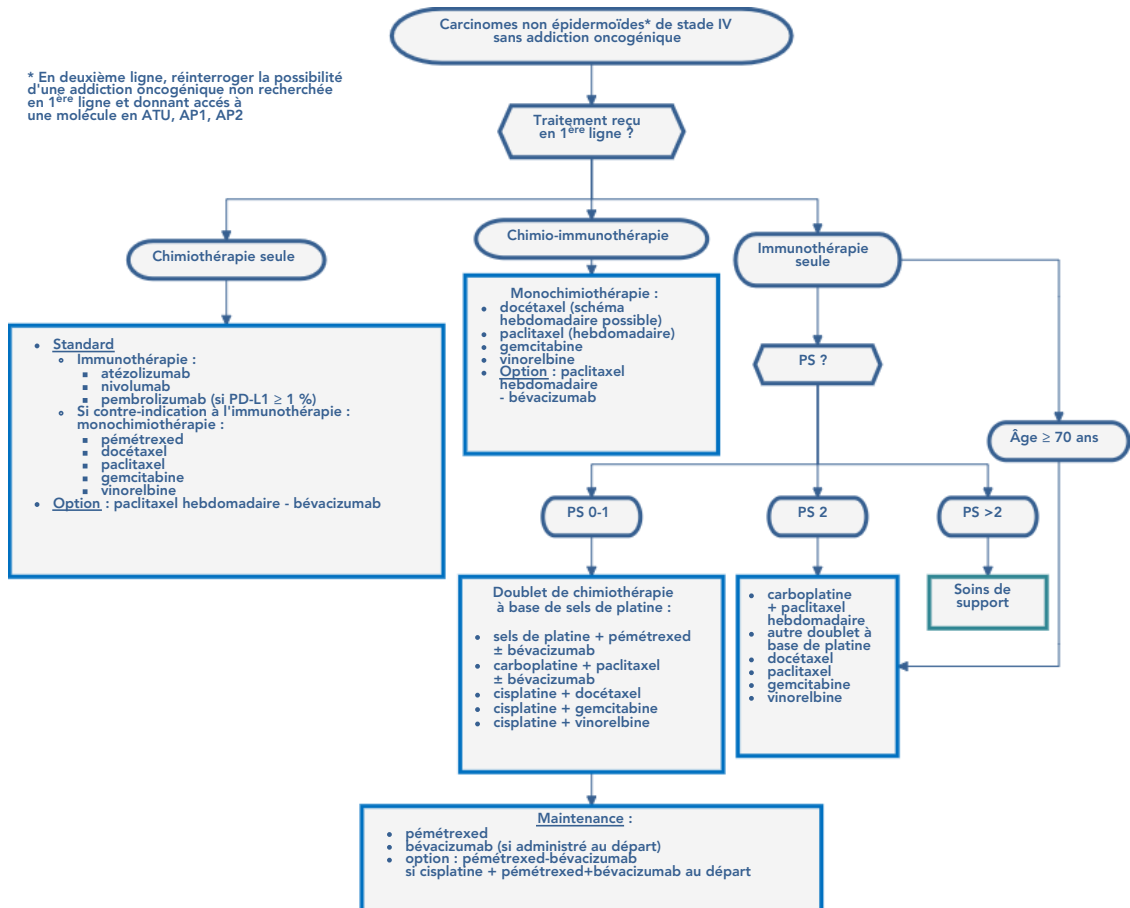 Carcinomes non épidermoïdes* de stade IV
sans addiction oncogénique
* En deuxième ligne, réinterroger la possibilité
d'une addiction oncogénique non recherchée
en 1ère ligne et donnant accés à
une molécule en ATU, AP1, AP2
Traitement reçu
en 1ère ligne ?
Chimiothérapie seule
Chimio-immunothérapie
Immunothérapie
seule
• Standard
◦ Immunothérapie :
▪ atézolizumab
▪ nivolumab
▪ pembrolizumab (si PD-L1 ≥ 1 %)
◦ Si contre-indication à l'immunothérapie :
monochimiothérapie :
▪ pémétrexed
▪ docétaxel
▪ paclitaxel
▪ gemcitabine
▪ vinorelbine
• Option : paclitaxel hebdomadaire - bévacizumab
Monochimiothérapie :
• docétaxel (schéma
hebdomadaire possible)
• paclitaxel (hebdomadaire)
• gemcitabine
• vinorelbine
• Option : paclitaxel
hebdomadaire
- bévacizumab
PS ?
Âge ≥ 70 ans
PS 0-1
PS 2
PS >2
Doublet de chimiothérapie
à base de sels de platine :
• sels de platine + pémétrexed
± bévacizumab
• carboplatine + paclitaxel
± bévacizumab
• cisplatine + docétaxel
• cisplatine + gemcitabine
• cisplatine + vinorelbine
• carboplatine
+ paclitaxel
hebdomadaire
• autre doublet à
base de platine
• docétaxel
• paclitaxel
• gemcitabine
• vinorelbine
Soins de
support
Maintenance :
• pémétrexed
• bévacizumab (si administré au départ)
• option : pémétrexed-bévacizumab
si cisplatine + pémétrexed+bévacizumab au départ